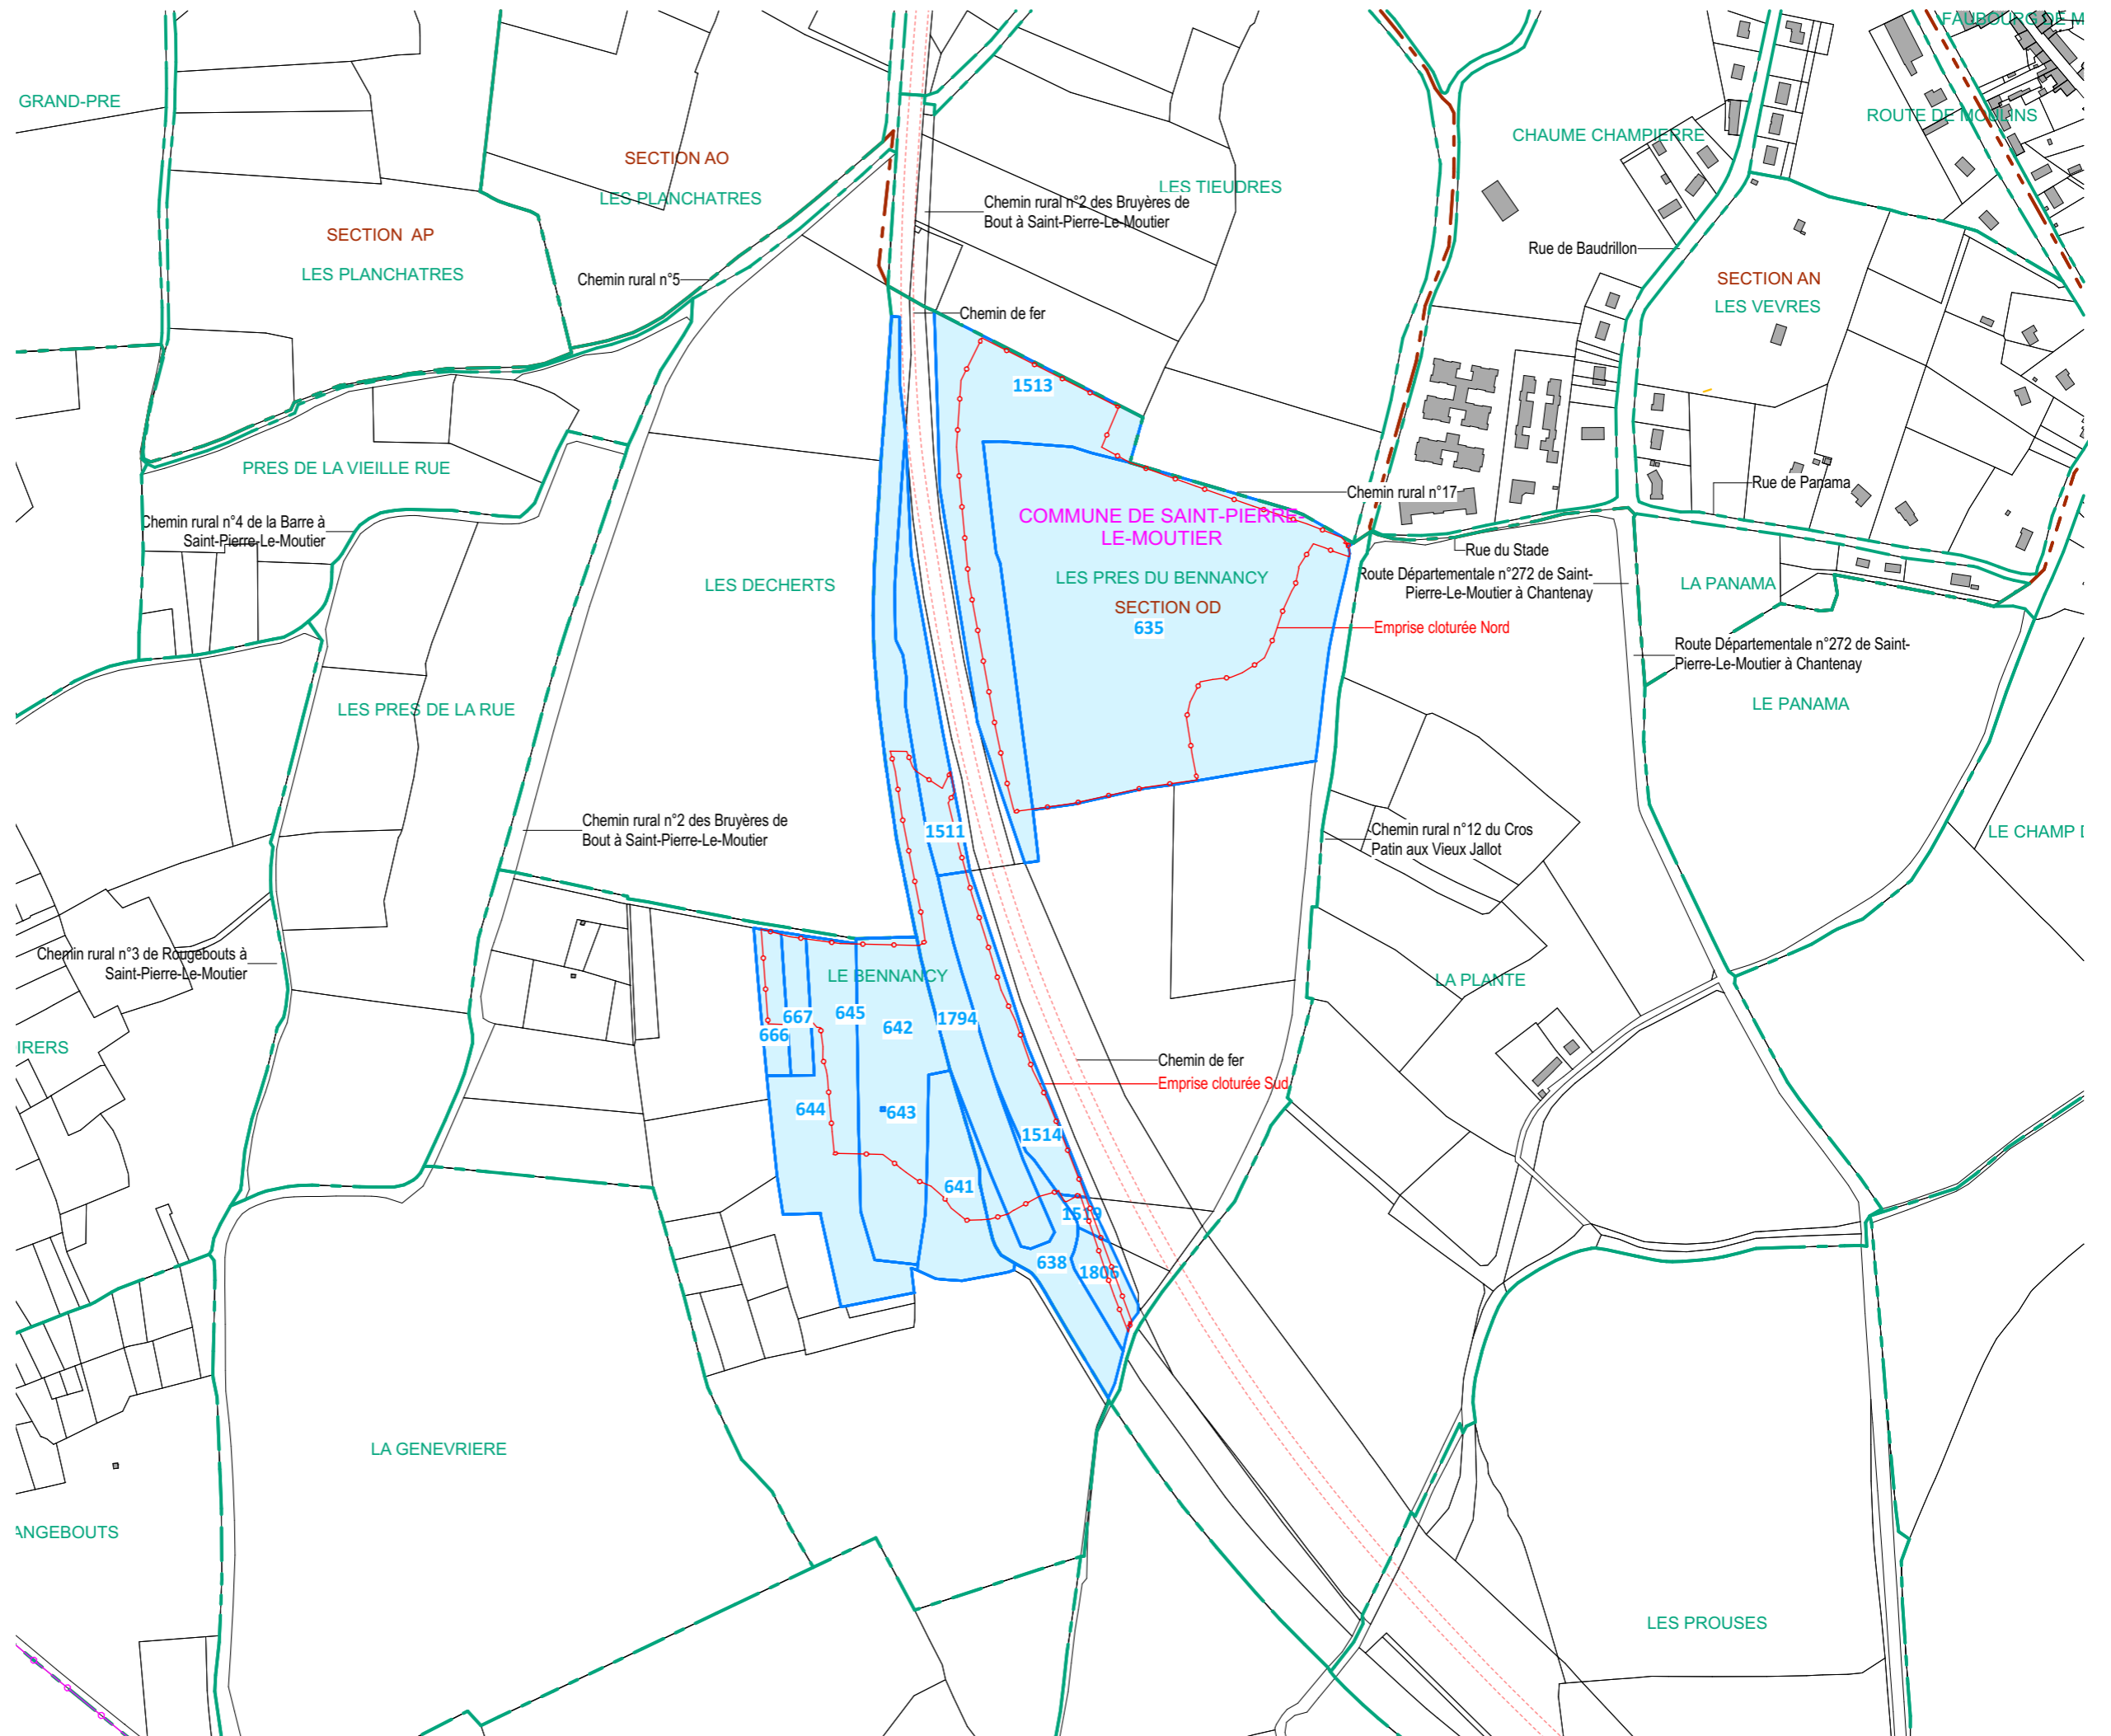 FAUBOURG DE M
GRAND-PRE
ROUTE DE MOULINS
CHAUME CHAMPIERRE
SECTION AO
LES PLANCHATRES
LES TIEUDRES
Chemin rural n°2 des Bruyères de
Bout à Saint-Pierre-Le-Moutier
SECTION AP
LES PLANCHATRES
Rue de Baudrillon
Chemin rural n°5
SECTION AN
LES VEVRES
Chemin de fer
1513
PRES DE LA VIEILLE RUE
Rue de Panama
Chemin rural n°17
COMMUNE DE SAINT-PIERRE-
LE-MOUTIER
Chemin rural n°4 de la Barre à
Saint-Pierre-Le-Moutier
Rue du Stade
LES DECHERTS
LES PRES DU BENNANCY
SECTION OD
635
Route Départementale n°272 de Saint-
Pierre-Le-Moutier à Chantenay
LA PANAMA
Emprise cloturée Nord
Route Départementale n°272 de Saint-
Pierre-Le-Moutier à Chantenay
LES PRES DE LA RUE
LE PANAMA
Chemin rural n°2 des Bruyères de
Bout à Saint-Pierre-Le-Moutier
1511
Chemin rural n°12 du Cros
Patin aux Vieux Jallot
LE CHAMP D
Chemin rural n°3 de Rougebouts à
Saint-Pierre-Le-Moutier
LE BENNANCY
LA PLANTE
666
667
645
642
1794
IRERS
Chemin de fer
Emprise cloturée Sud
644
643
1514
641
1519
638
1806
LA GENEVRIERE
ANGEBOUTS
LES PROUSES